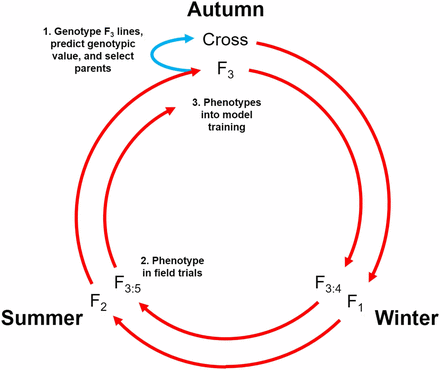 Autumn
1. Genotype F₃ lines,
predict genotypic
value, and select
parents
Cross
F₃
3. Phenotypes
into model
training
2. Phenotype
in field trials
F₃:₅
F₂
Summer
F₃:₄
F₁
Winter